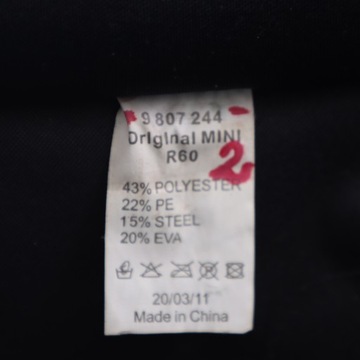 9 807 244
Original MINI
R60
2
43% POLYESTER
22% PE
15% STEEL
20% EVA
20/03/11
Made in China